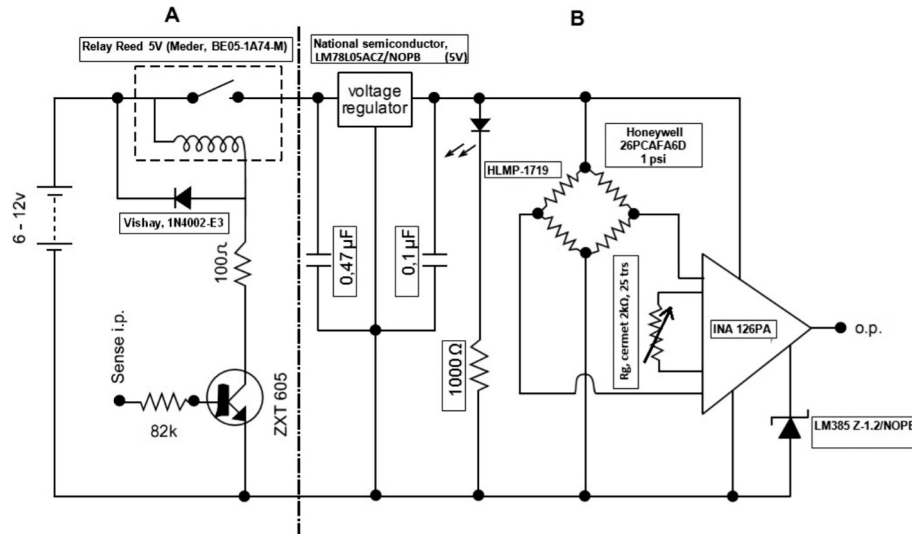 A
B
Relay Reed 5V (Meder, BE05-1A74-M)
National semiconductor,
LM78L05ACZ/NOPB (5V)
voltage
regulator
Honeywell
26PCAFA6D
1 psi
HLMP-1719
6 - 12v
Vishay, 1N4002-E3
100Ω
0,47 µF
0,1 µF
1000 Ω
Rg, cermet 2kΩ, 25 trs
INA 126PA
o.p.
Sense i.p.
82k
ZXT 605
LM385 Z-1.2/NOPB